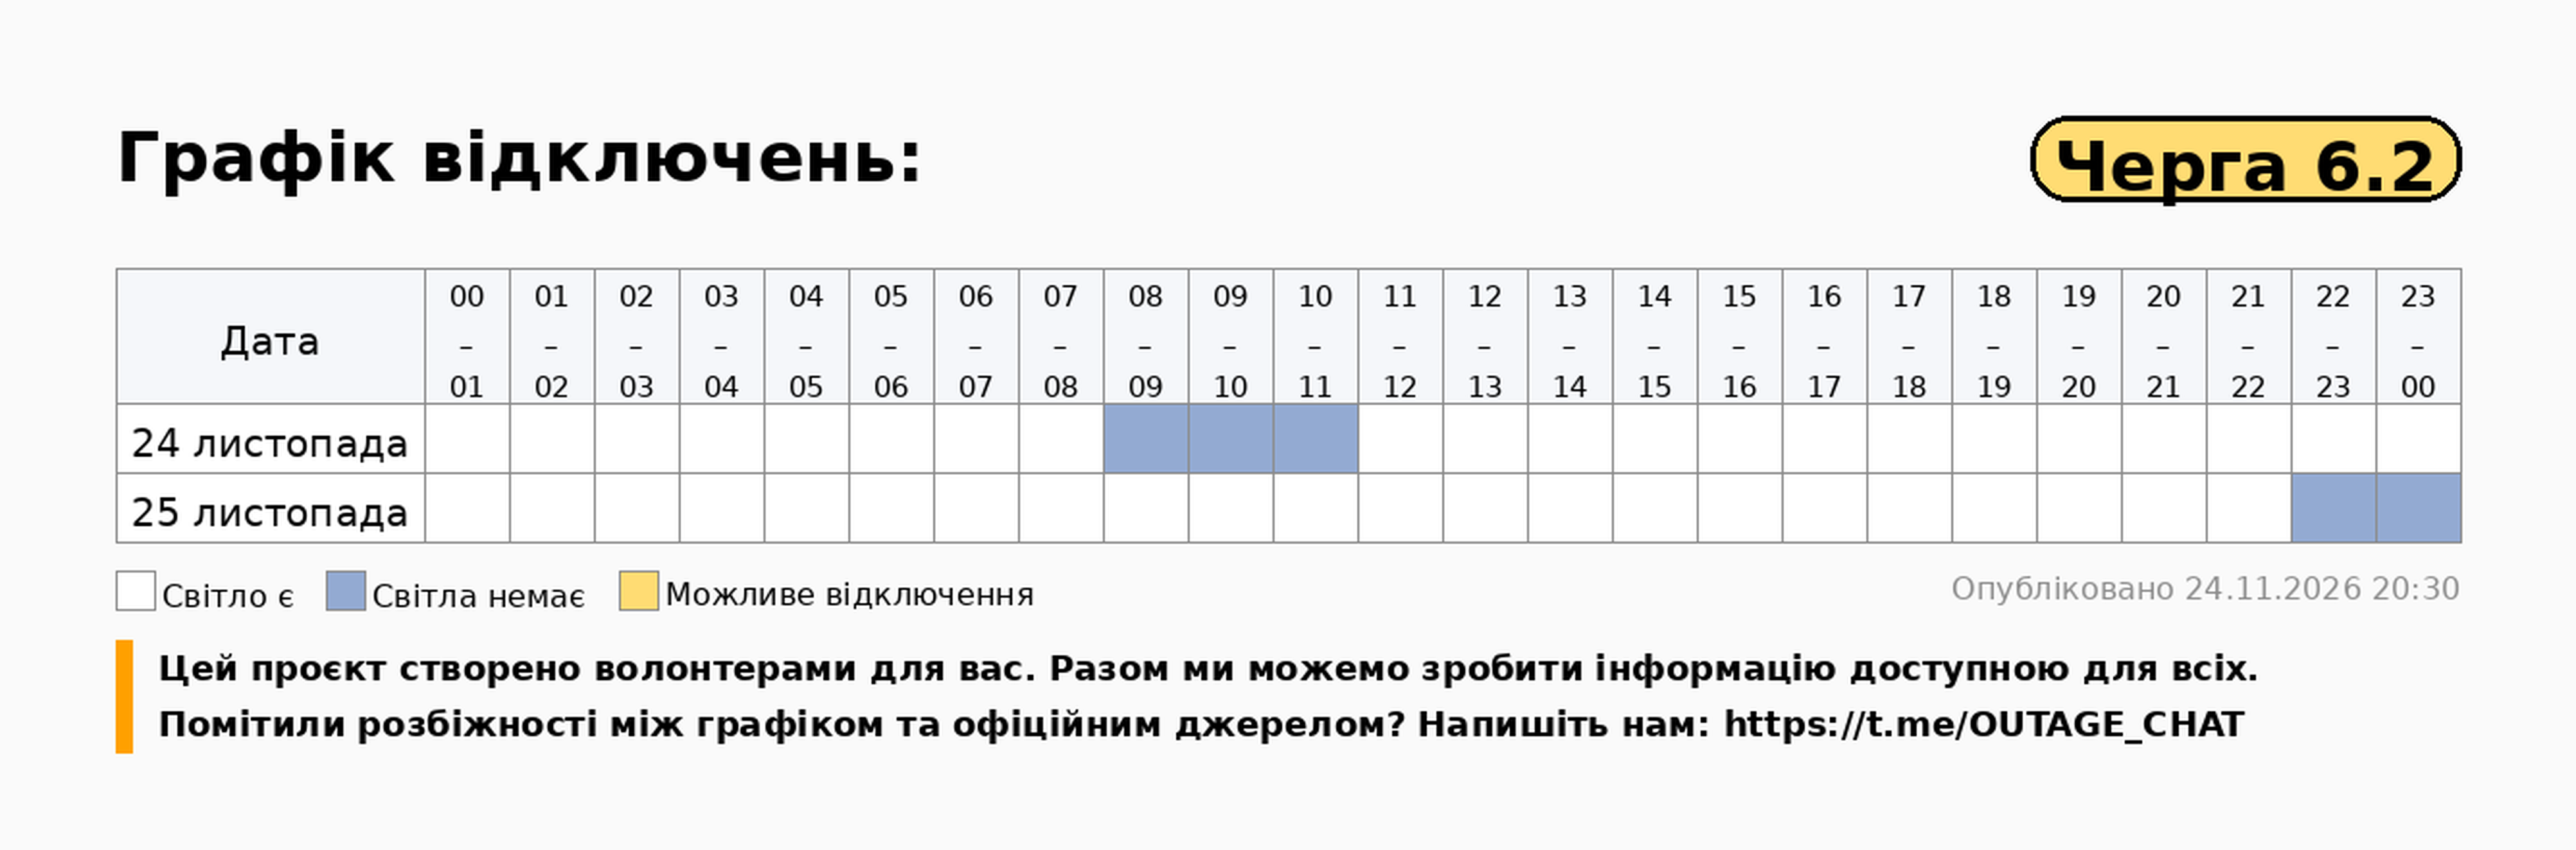 Графік відключень:
Черга 6.2
Дата 00 – 01 01 – 02 02 – 03 03 – 04 04 – 05 05 – 06 06 – 07 07 – 08 08 – 09 09 – 10 10 – 11 11 – 12 12 – 13 13 – 14 14 – 15 15 – 16 16 – 17 17 – 18 18 – 19 19 – 20 20 – 21 21 – 22 22 – 23 23 – 00
24 листопада
25 листопада
Світло є Світла немає Можливе відключення
Опубліковано 24.11.2026 20:30
Цей проєкт створено волонтерами для вас. Разом ми можемо зробити інформацію доступною для всіх.
Помітили розбіжності між графіком та офіційним джерелом? Напишіть нам: https://t.me/OUTAGE_CHAT